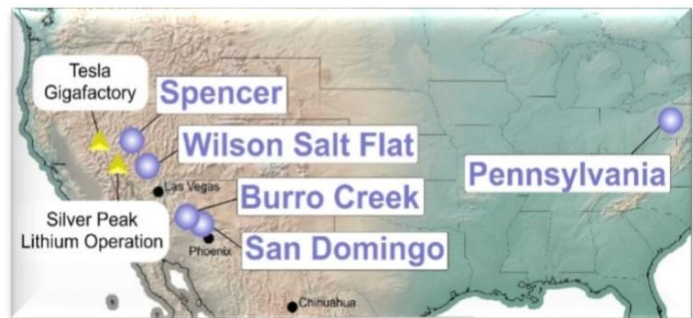 Tesla
Gigafactory
Spencer
Wilson Salt Flat
Pennsylvania
Las Vegas
Burro Creek
Silver Peak
Lithium Operation
San Domingo
Phoenix
Chihuahua